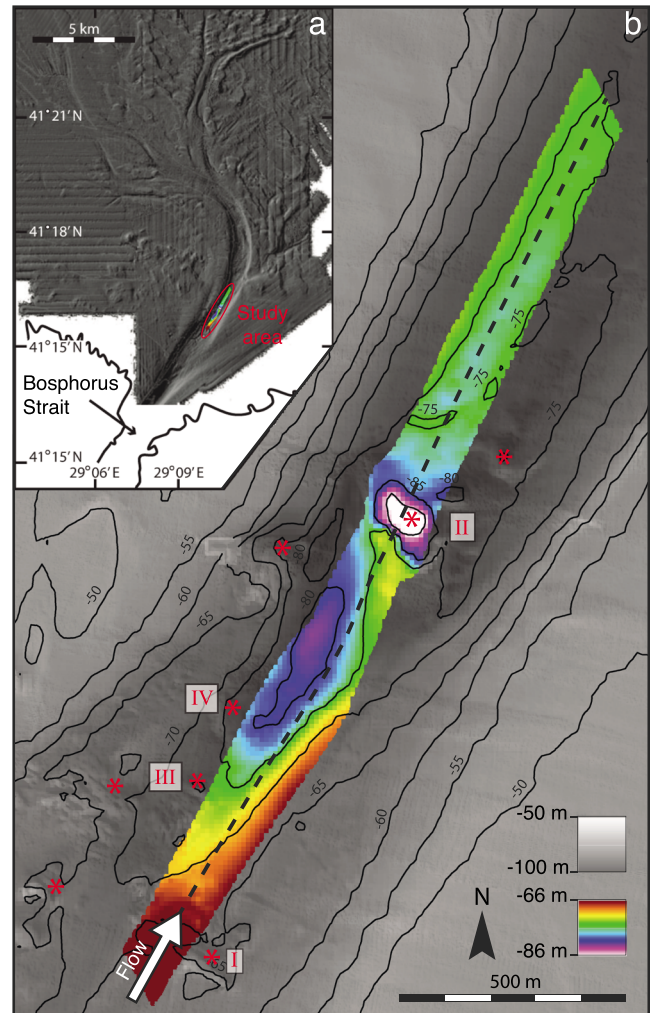 a
b
5 km
41°21′N
41°18′N
Study
area
41°15′N
Bosphorus
Strait
41°15′N
29°06′E
29°09′E
-75
-75
-75
-75
-85
-80
II
-55
-80
-50
-60
-80
-65
IV
-70
III
-65
-55
-50
-60
-50 m
-100 m
N
-66 m
-86 m
Flow
I
-65
500 m